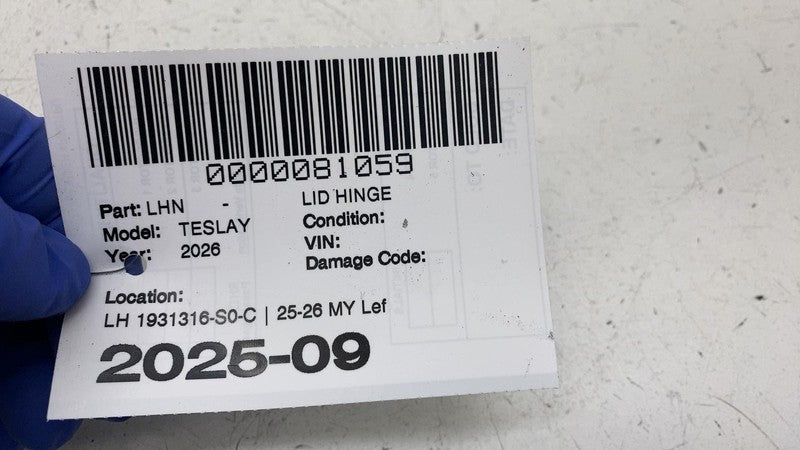 0000081059
Part: LHN - LID HINGE
Model: TESLAY Condition:
Year: 2026 VIN:
Damage Code:
Location:
LH 1931316-S0-C | 25-26 MY Lef
2025-09